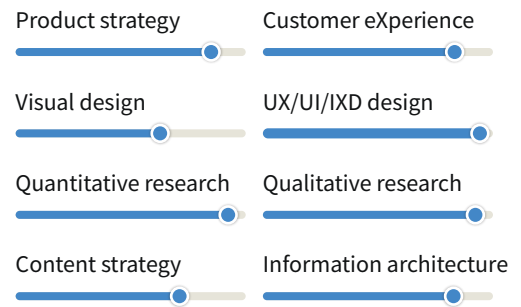 Product strategy
Customer eXperience
Visual design
UX/UI/IXD design
Quantitative research
Qualitative research
Content strategy
Information architecture